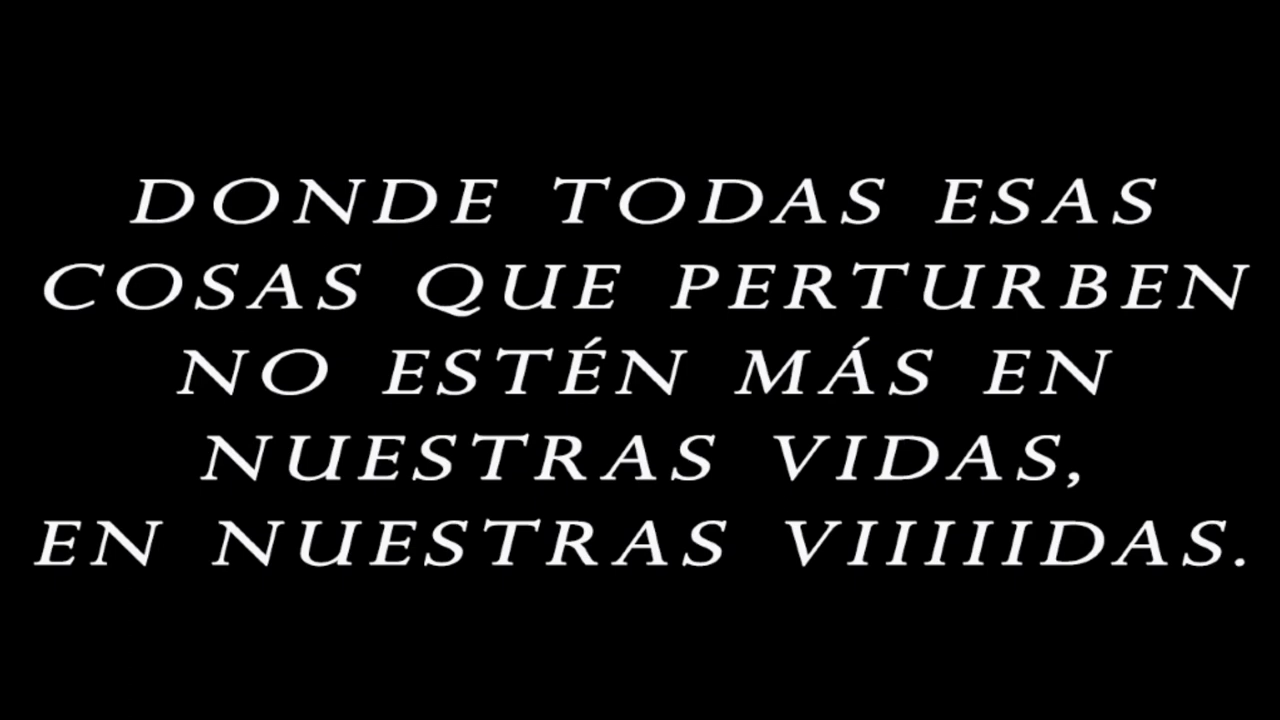 DONDE TODAS ESAS
COSAS QUE PERTURBEN
NO ESTÉN MÁS EN
NUESTRAS VIDAS,
EN NUESTRAS VIIIIIDAS.